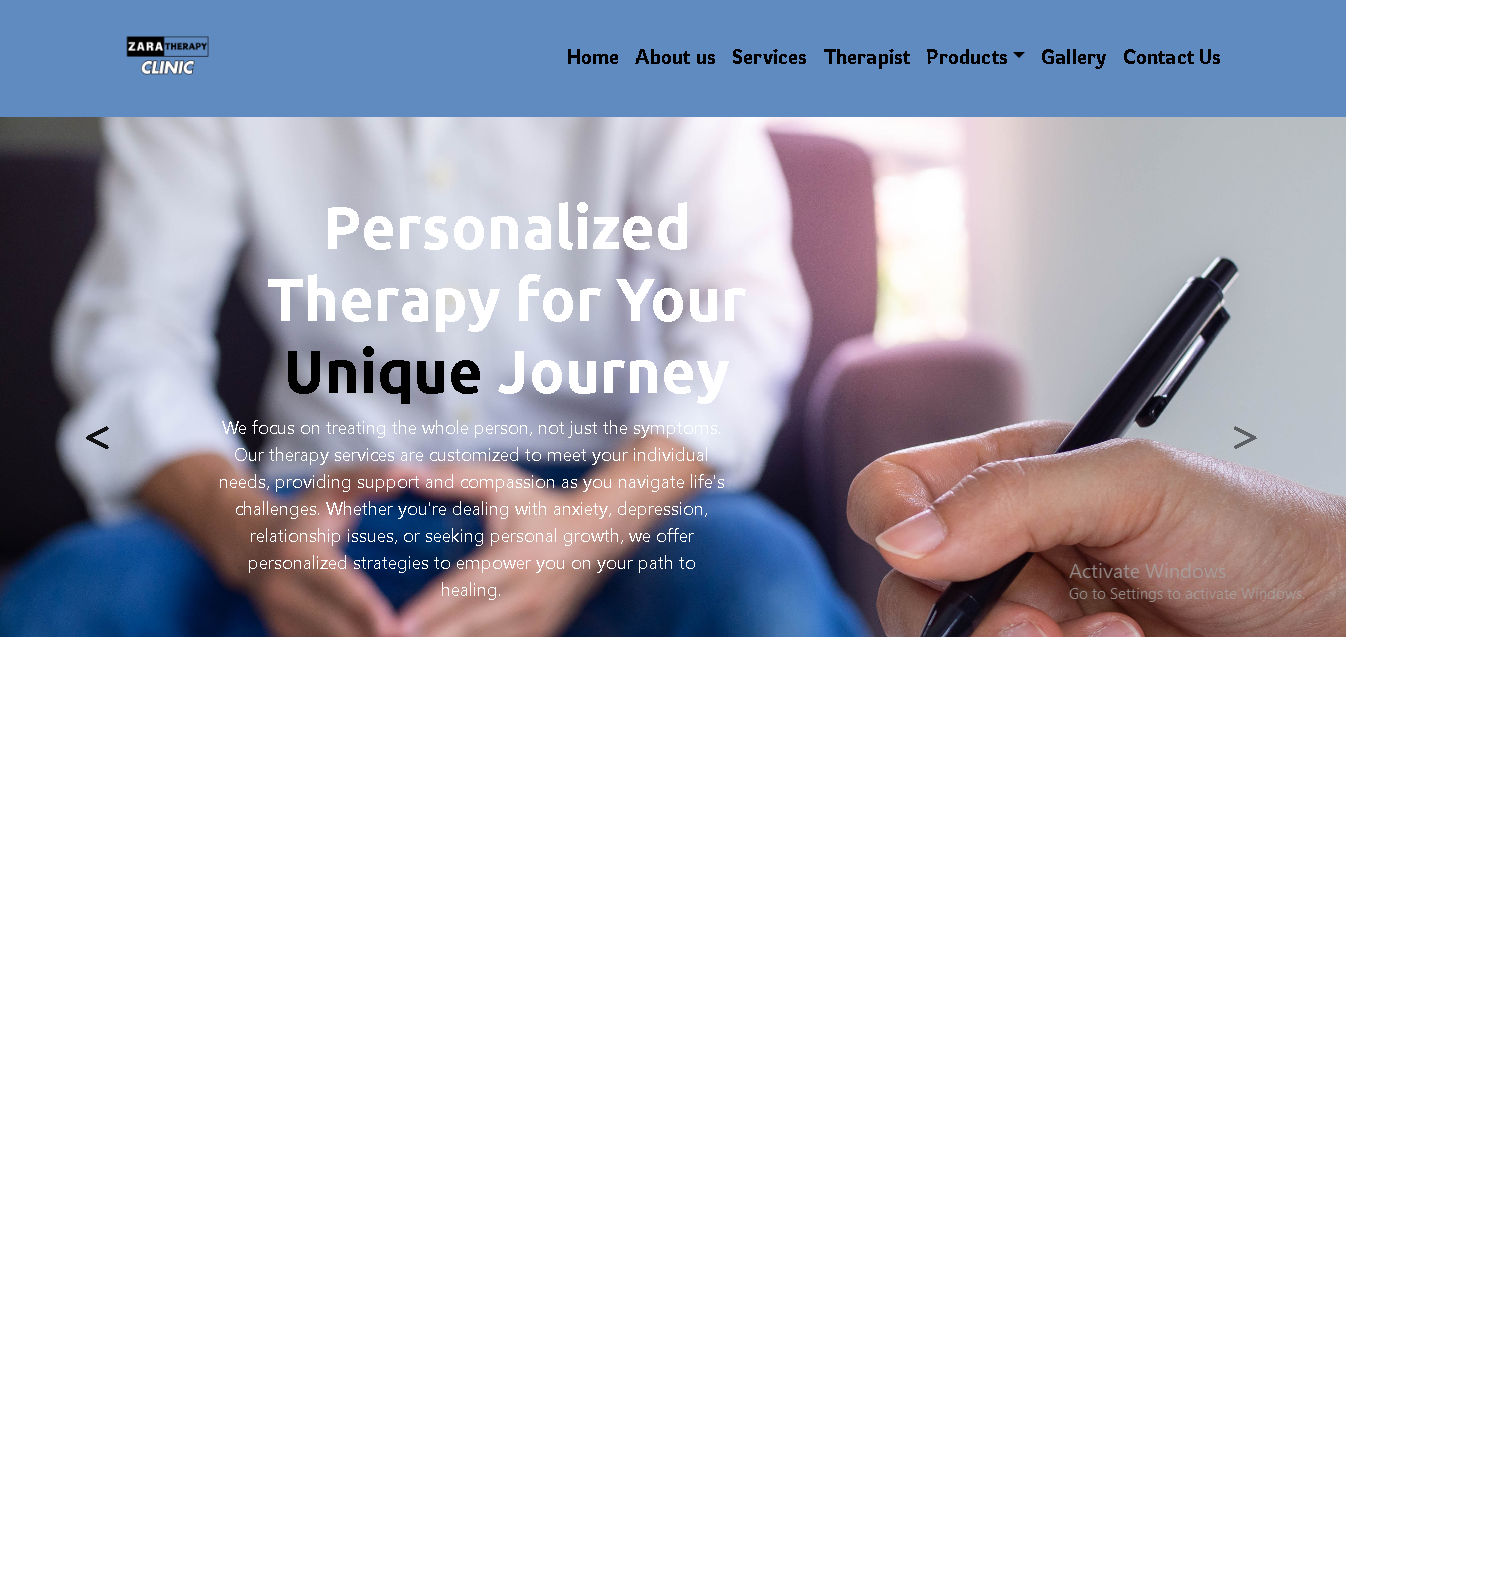 ZARA THERAPY
CLINIC
Home About us Services Therapist Products Gallery Contact Us
Personalized
Therapy for Your
Unique Journey
We focus on treating the whole person, not just the symptoms.
Our therapy services are customized to meet your individual
needs, providing support and compassion as you navigate life's
challenges. Whether you're dealing with anxiety, depression,
relationship issues, or seeking personal growth, we offer
personalized strategies to empower you on your path to
healing.
< >
Activate Windows
Go to Settings to activate Windows.